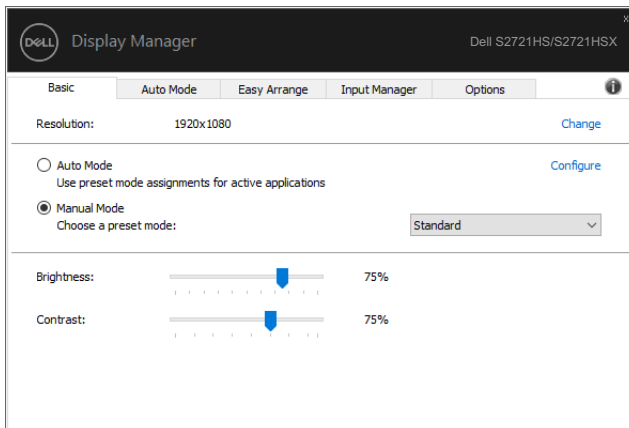 x
DELL Display Manager Dell S2721HS/S2721HSX
Basic Auto Mode Easy Arrange Input Manager Options i
Resolution: 1920x1080 Change
Auto Mode Configure
Use preset mode assignments for active applications
Manual Mode
Choose a preset mode: Standard
Brightness: 75%
Contrast: 75%